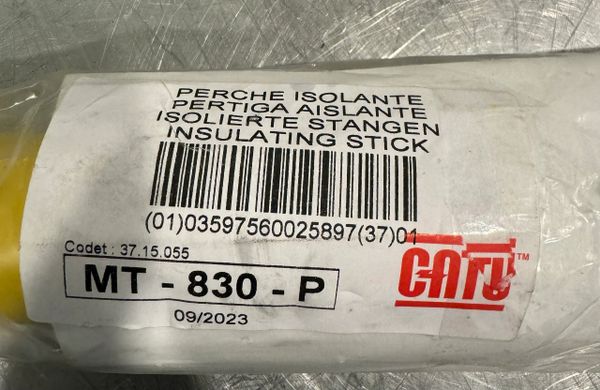 PERCHE ISOLANTE
PERTIGA AISLANTE
ISOLIERTE STANGEN
INSULATING STICK
(01)03597560025897(37)01
Codet : 37.15.055
MT - 830 - P
09/2023
CATU™